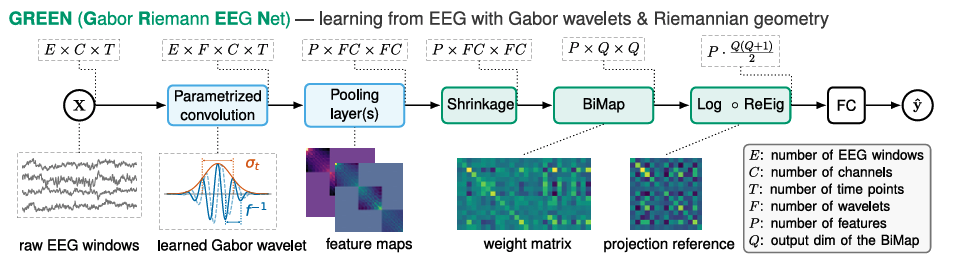 GREEN (Gabor Riemann EEG Net) — learning from EEG with Gabor wavelets & Riemannian geometry
E × C × T
E × F × C × T
P × FC × FC
P × FC × FC
P × Q × Q
P · Q(Q+1)/2
X
Parametrized
convolution
Pooling
layer(s)
Shrinkage
BiMap
Log ∘ ReEig
FC
ŷ
σt
f⁻¹
raw EEG windows
learned Gabor wavelet
feature maps
weight matrix
projection reference
E: number of EEG windows
C: number of channels
T: number of time points
F: number of wavelets
P: number of features
Q: output dim of the BiMap